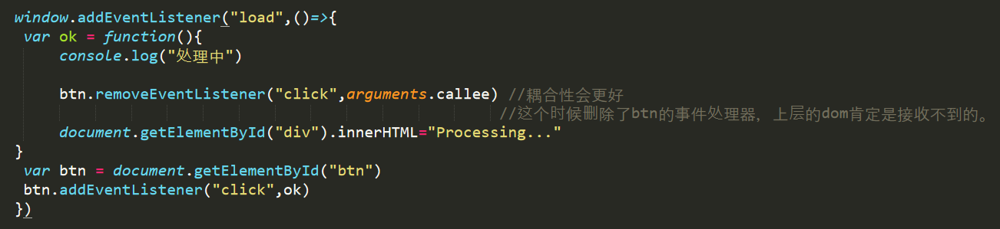 window.addEventListener("load",()=>{
var ok = function(){
console.log("处理中")
btn.removeEventListener("click",arguments.callee) //耦合性会更好
//这个时候删除了btn的事件处理器，上层的dom肯定是接收不到的。
document.getElementById("div").innerHTML="Processing..."
}
var btn = document.getElementById("btn")
btn.addEventListener("click",ok)
})